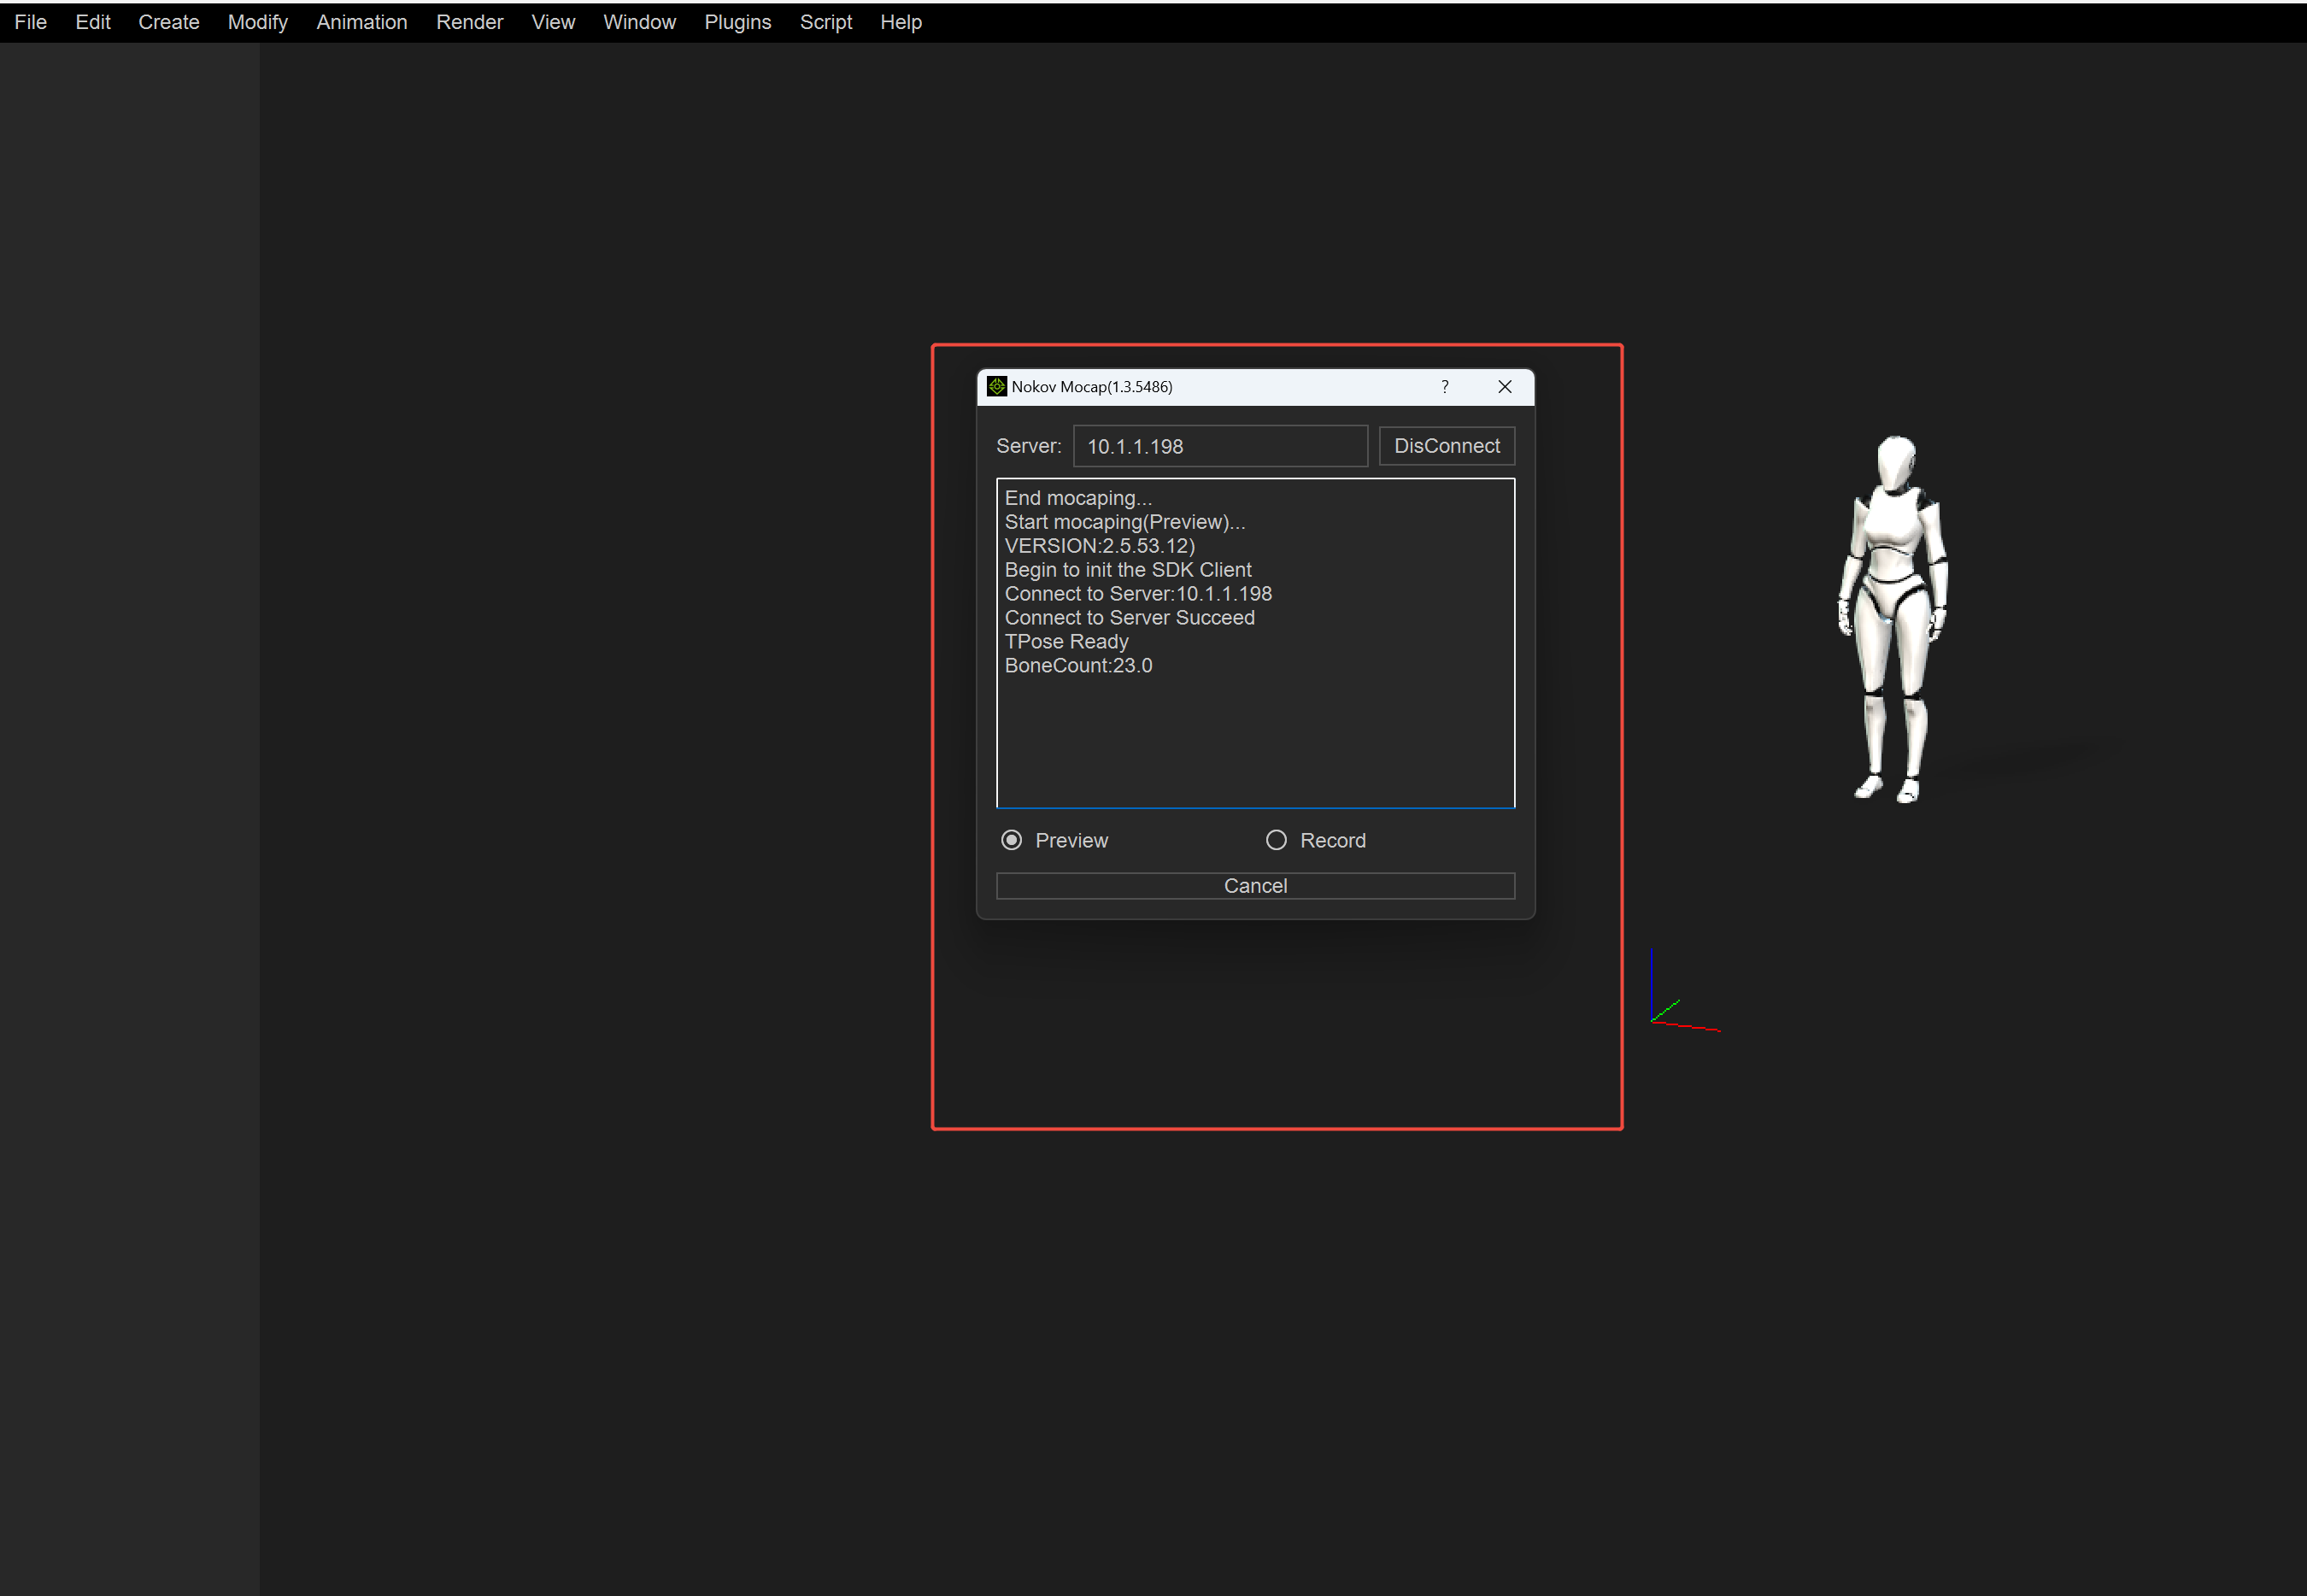 File Edit Create Modify Animation Render View Window Plugins Script Help
Nokov Mocap(1.3.5486) ?
Server: 10.1.1.198 DisConnect
End mocaping...
Start mocaping(Preview)...
VERSION:2.5.53.12)
Begin to init the SDK Client
Connect to Server:10.1.1.198
Connect to Server Succeed
TPose Ready
BoneCount:23.0
Preview Record
Cancel